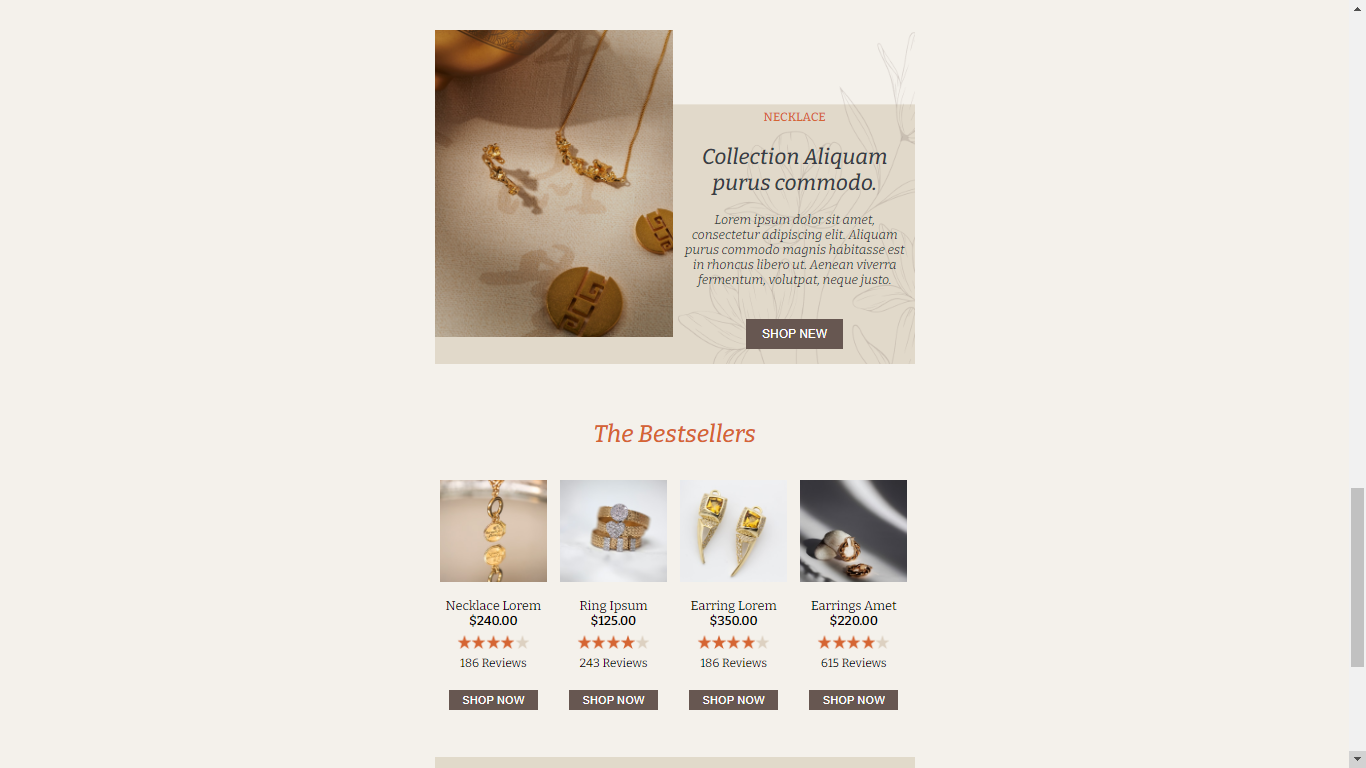 NECKLACE
Collection Aliquam
purus commodo.
Lorem ipsum dolor sit amet,
consectetur adipiscing elit. Aliquam
purus commodo magnis habitasse est
in rhoncus libero ut. Aenean viverra
fermentum, volutpat, neque justo.
SHOP NEW
The Bestsellers
Necklace Lorem
$240.00
186 Reviews
SHOP NOW
Ring Ipsum
$125.00
243 Reviews
SHOP NOW
Earring Lorem
$350.00
186 Reviews
SHOP NOW
Earrings Amet
$220.00
615 Reviews
SHOP NOW